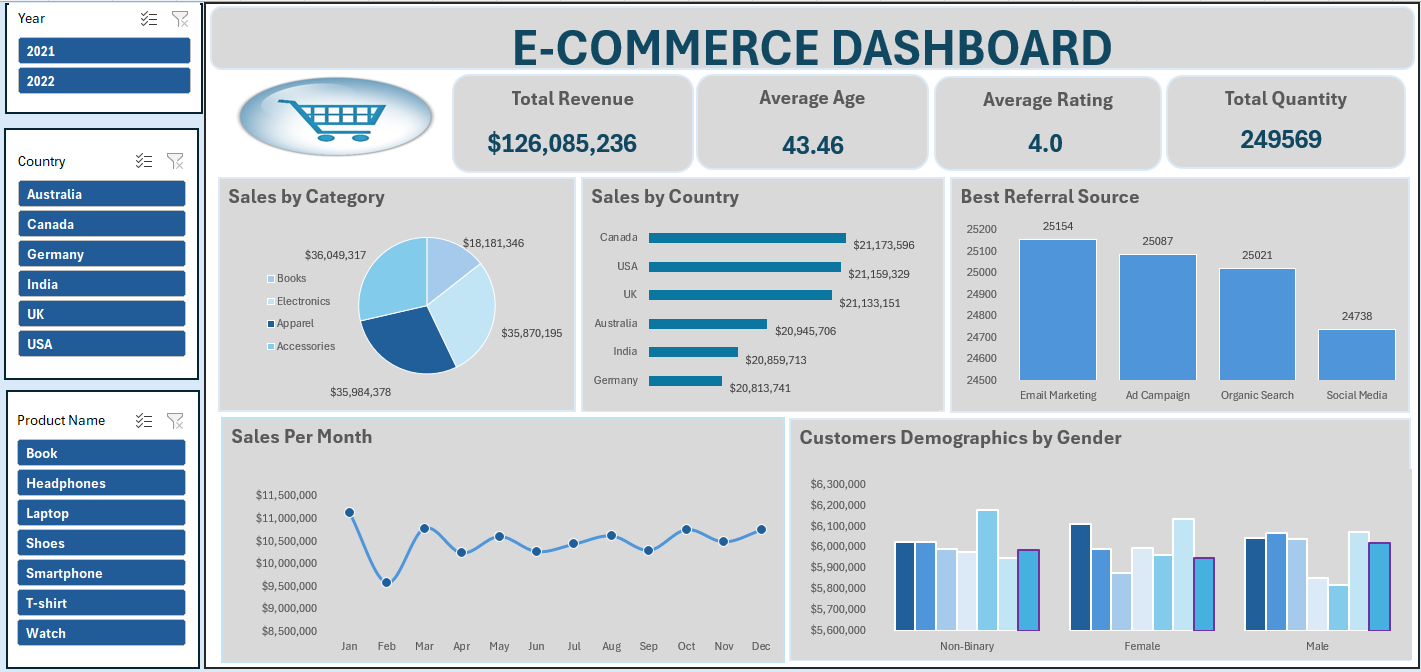 Year
2021
2022
Country
Australia
Canada
Germany
India
UK
USA
Product Name
Book
Headphones
Laptop
Shoes
Smartphone
T-shirt
Watch
E-COMMERCE DASHBOARD
Total Revenue
$126,085,236
Average Age
43.46
Average Rating
4.0
Total Quantity
249569
Sales by Category
$36,049,317
$18,181,346
Books
Electronics
Apparel
Accessories
$35,870,195
$35,984,378
Sales by Country
Canada
$21,173,596
USA
$21,159,329
UK
$21,133,151
Australia
$20,945,706
India
$20,859,713
Germany
$20,813,741
Best Referral Source
25200
25100
25000
24900
24800
24700
24600
24500
25154
25087
25021
24738
Email Marketing
Ad Campaign
Organic Search
Social Media
Sales Per Month
$11,500,000
$11,000,000
$10,500,000
$10,000,000
$9,500,000
$9,000,000
$8,500,000
Jan
Feb
Mar
Apr
May
Jun
Jul
Aug
Sep
Oct
Nov
Dec
Customers Demographics by Gender
$6,300,000
$6,200,000
$6,100,000
$6,000,000
$5,900,000
$5,800,000
$5,700,000
$5,600,000
Non-Binary
Female
Male